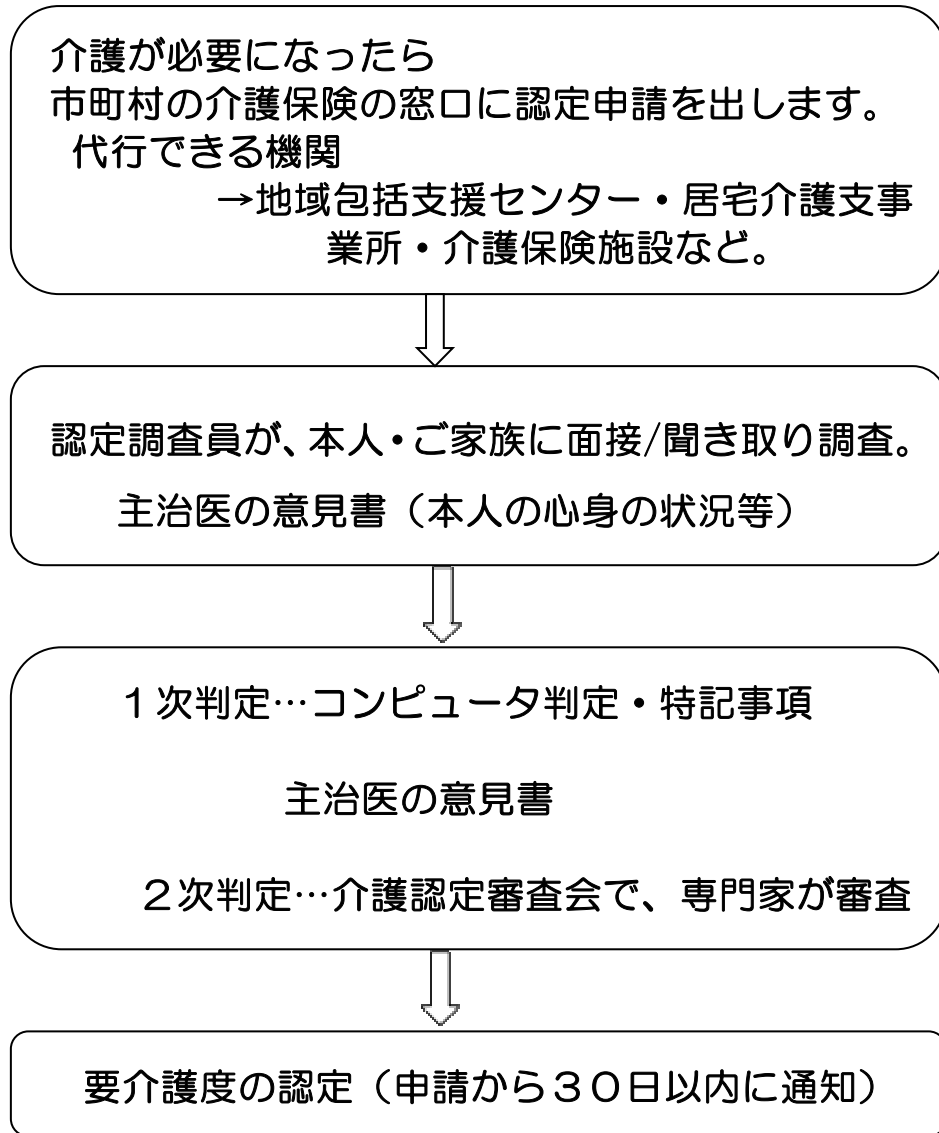 介護が必要になったら
市町村の介護保険の窓口に認定申請を出します。
代行できる機関
→地域包括支援センター・居宅介護支事
業所・介護保険施設など。
認定調査員が、本人・ご家族に面接/聞き取り調査。
主治医の意見書（本人の心身の状況等）
１次判定…コンピュータ判定・特記事項
主治医の意見書
２次判定…介護認定審査会で、専門家が審査
要介護度の認定（申請から３０日以内に通知）